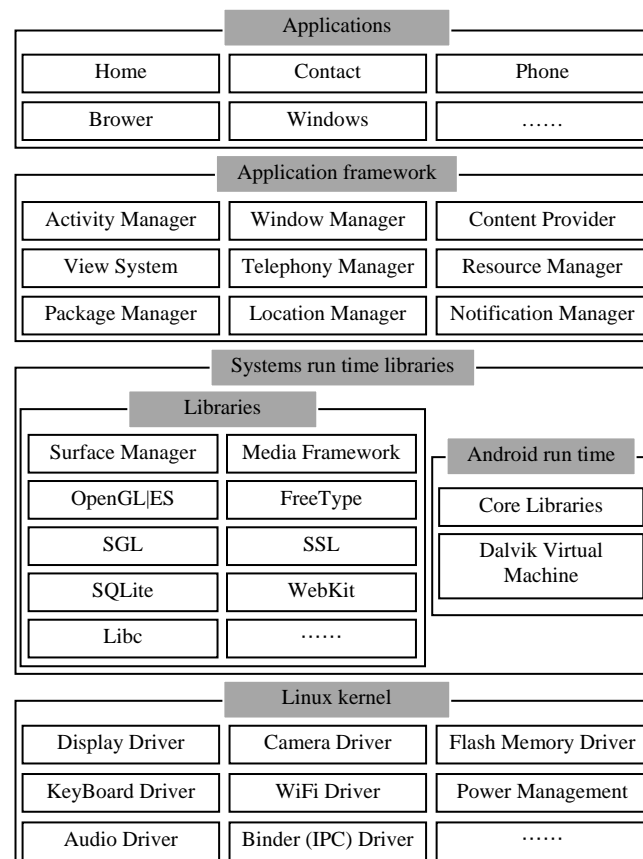 Applications
Home
Contact
Phone
Brower
Windows
……
Application framework
Activity Manager
Window Manager
Content Provider
View System
Telephony Manager
Resource Manager
Package Manager
Location Manager
Notification Manager
Systems run time libraries
Libraries
Surface Manager
Media Framework
OpenGL|ES
FreeType
SGL
SSL
SQLite
WebKit
Libc
……
Android run time
Core Libraries
Dalvik Virtual
Machine
Linux kernel
Display Driver
Camera Driver
Flash Memory Driver
KeyBoard Driver
WiFi Driver
Power Management
Audio Driver
Binder (IPC) Driver
……